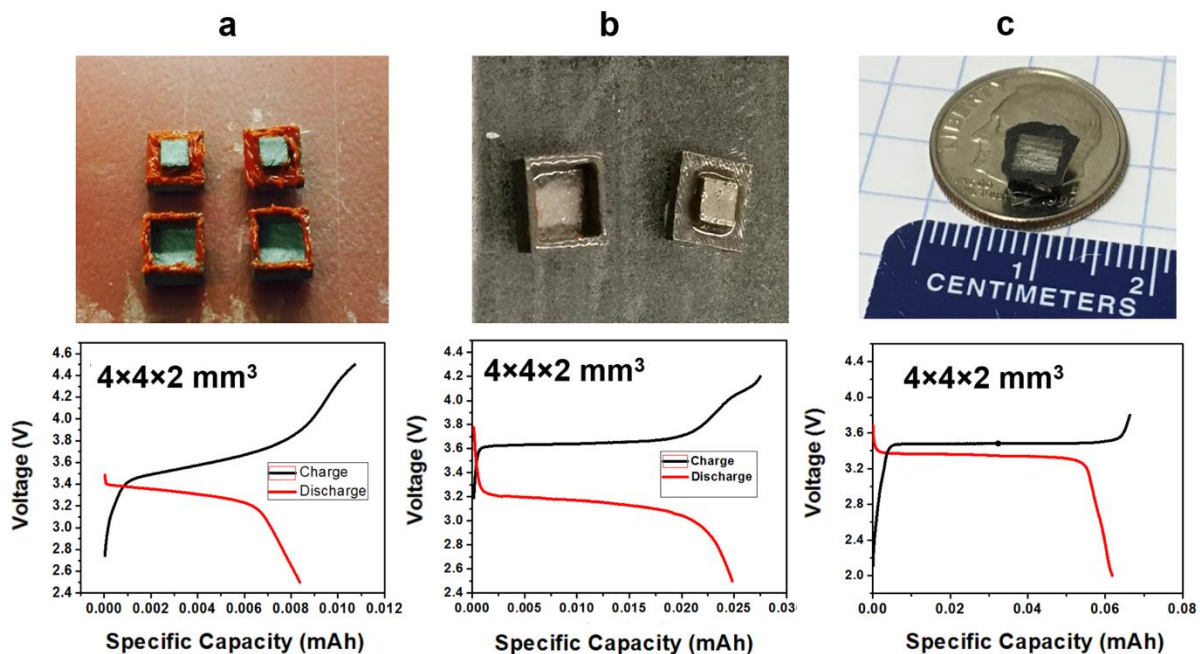 a
b
c
LIBERTY
1
2
CENTIMETERS
4×4×2 mm³
4.6
4.4
4.2
4.0
3.8
3.6
3.4
3.2
3.0
2.8
2.6
2.4
Voltage (V)
Charge
Discharge
0.000
0.002
0.004
0.006
0.008
0.010
0.012
Specific Capacity (mAh)
4×4×2 mm³
4.4
4.2
4.0
3.8
3.6
3.4
3.2
3.0
2.8
2.6
2.4
Voltage (V)
Charge
Discharge
0.000
0.005
0.010
0.015
0.020
0.025
0.030
Specific Capacity (mAh)
4×4×2 mm³
4.4
4.0
3.6
3.2
2.8
2.4
2.0
Voltage (V)
0.00
0.02
0.04
0.06
0.08
Specific Capacity (mAh)